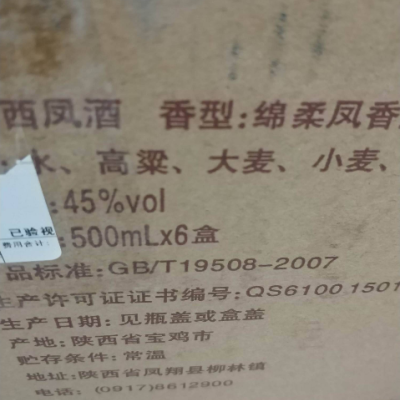 西凤酒 香型:绵柔凤香
水、高粱、大麦、小麦、
:45%vol
已验视
:500mLx6盒
品标准:GB/T19508-2007
生产许可证证书编号:QS6100 1501
生产日期:见瓶盖或盒盖
产地:陕西省宝鸡市
贮存条件:常温
地址:陕西省凤翔县柳林镇
电话:(0917)8612900